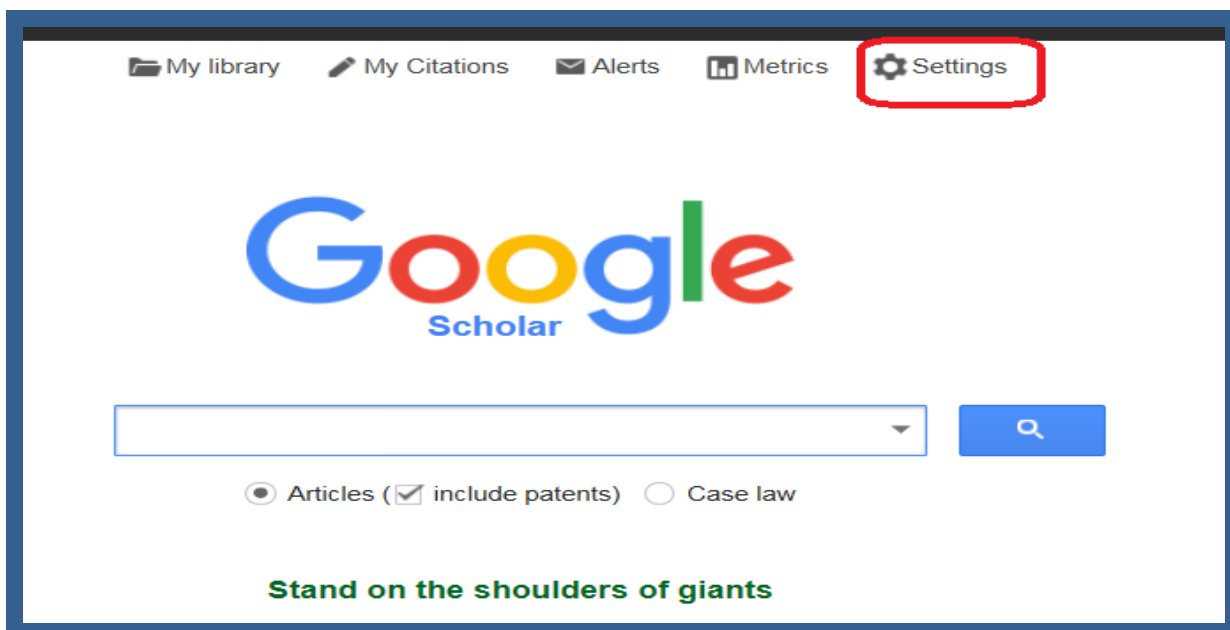 My library My Citations Alerts Metrics Settings
Google
Scholar
Articles ( include patents) Case law
Stand on the shoulders of giants